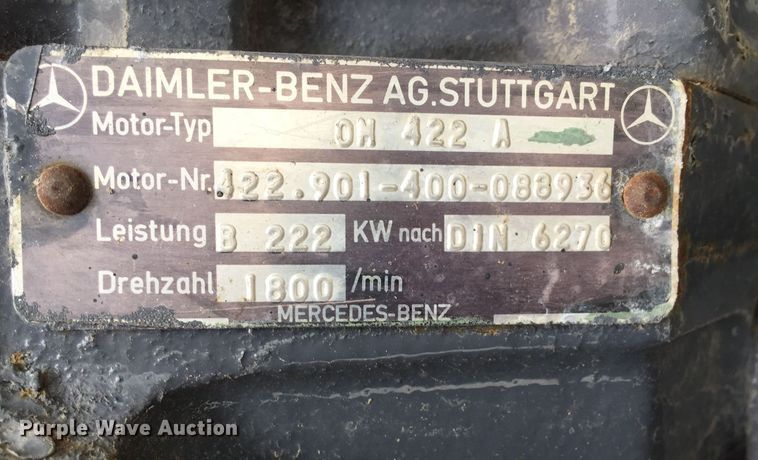 DAIMLER-BENZ AG.STUTTGART
Motor-Typ OM 422 A
Motor-Nr. 422.901-400-088936
Leistung B 222 KW nach DIN 6270
Drehzahl 1800 /min
MERCEDES-BENZ
Purple Wave Auction